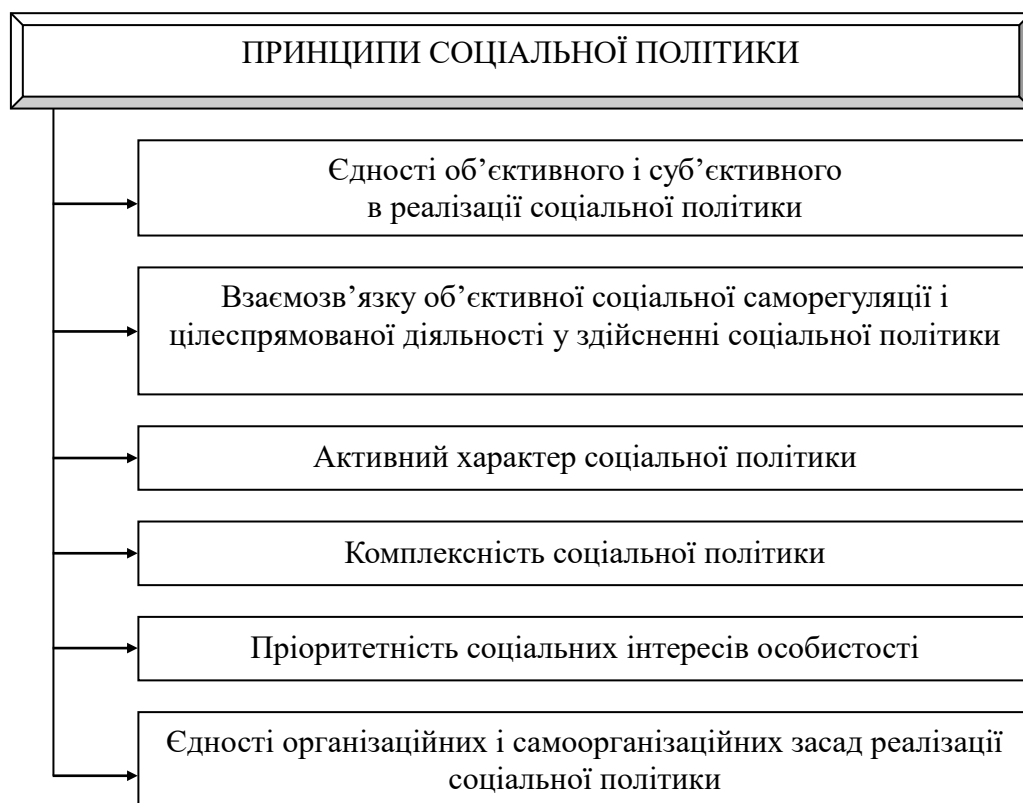 ПРИНЦИПИ СОЦІАЛЬНОЇ ПОЛІТИКИ
Єдності об’єктивного і суб’єктивного
в реалізації соціальної політики
Взаємозв’язку об’єктивної соціальної саморегуляції і
цілеспрямованої діяльності у здійсненні соціальної політики
Активний характер соціальної політики
Комплексність соціальної політики
Пріоритетність соціальних інтересів особистості
Єдності організаційних і самоорганізаційних засад реалізації
соціальної політики